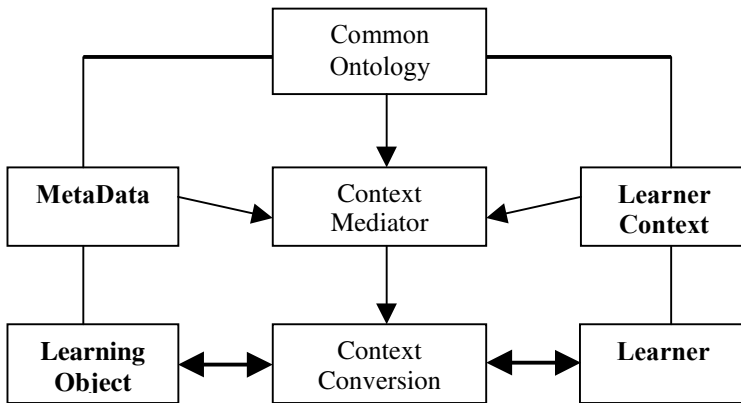 Common
Ontology
MetaData
Context
Mediator
Learner
Context
Learning
Object
Context
Conversion
Learner